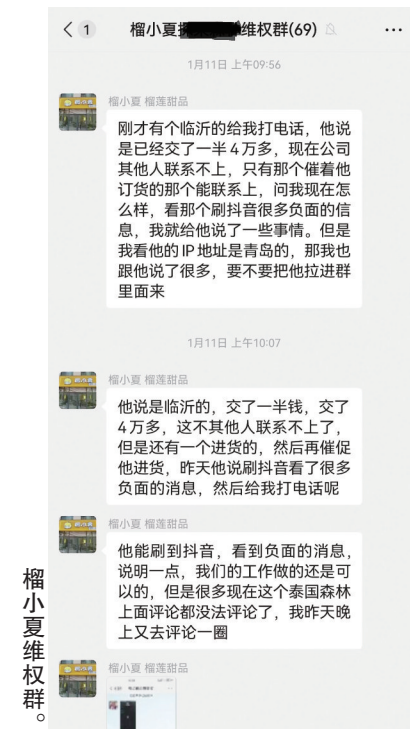 1
榴小夏
维权群(69)
1月11日 上午09:56
榴小夏 榴莲甜品
刚才有个临沂的给我打电话，他说
是已经交了一半４万多，现在公司
其他人联系不上，只有那个催着他
订货的那个能联系上，问我现在怎
么样，看那个刷抖音很多负面的信
息，我就给他说了一些事情。但是
我看他的IP地址是青岛的，那我也
跟他说了很多，要不要把他拉进群
里面来
1月11日 上午10:07
榴小夏 榴莲甜品
他说是临沂的，交了一半钱，交了
4万多，这不其他人联系不上了，
但是还有一个进货的，然后再催促
他进货，昨天他说刷抖音看了很多
负面的消息，然后给我打电话呢
榴小夏 榴莲甜品
他能刷到抖音，看到负面的消息，
说明一点，我们的工作做的还是可
以的，但是很多现在这个泰国森林
上面评论都没法评论了，我昨天晚
上又去评论一圈
榴小夏 榴莲甜品
榴小夏维权群。